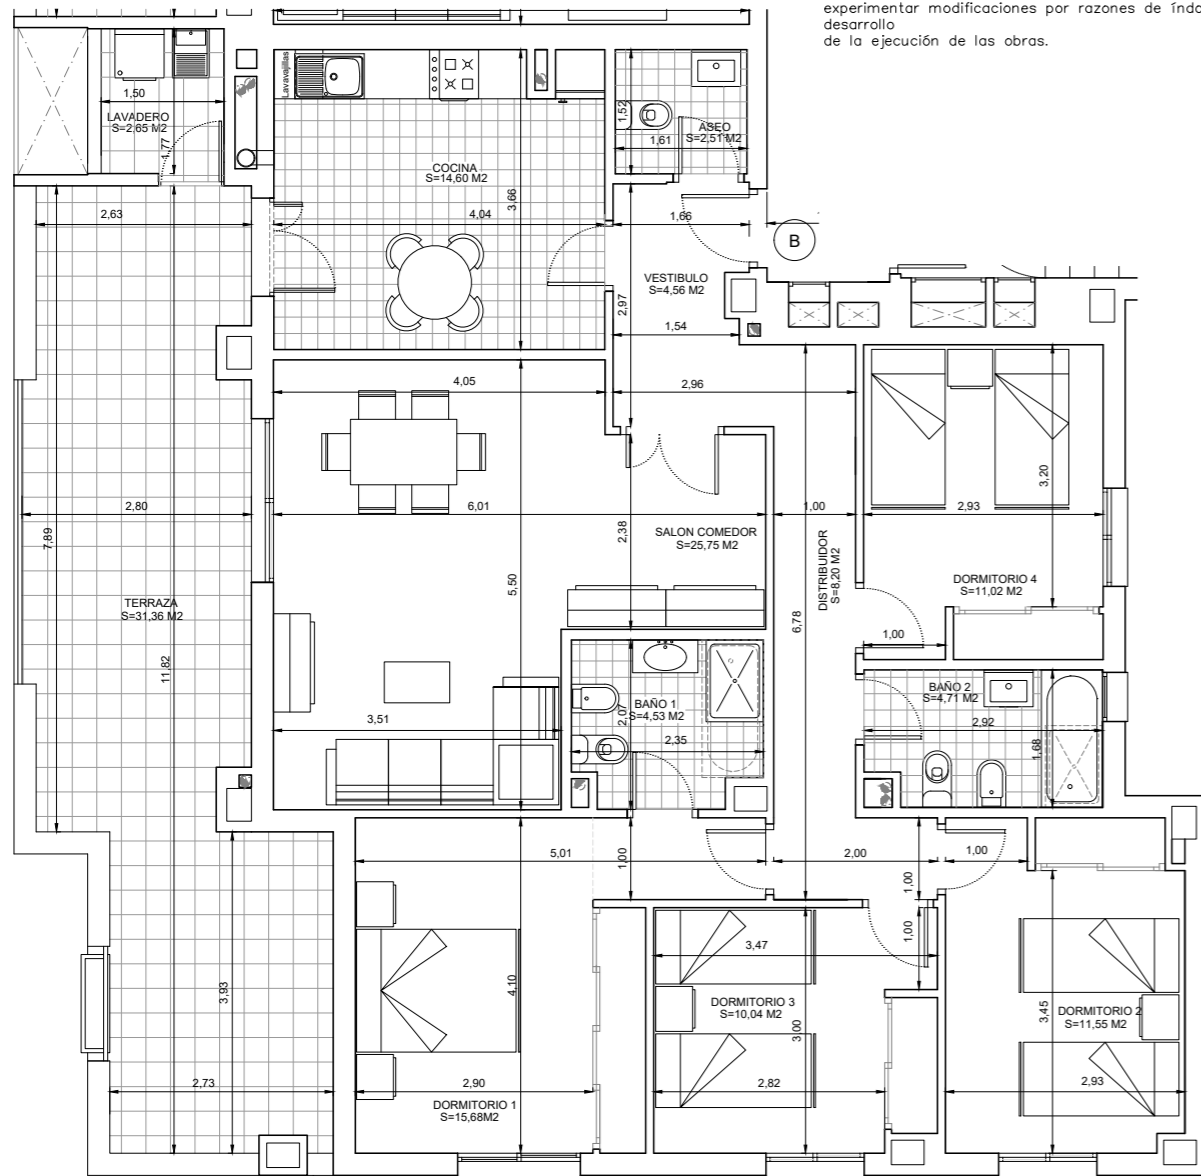 experimentar modificaciones por razones de índo
desarrollo
de la ejecución de las obras.
Lavavajillas
1,50
LAVADERO
S=2,65 M2
1,77
1,52
ASEO
S=2,51 M2
1,61
COCINA
S=14,60 M2
3.66
2,63
4,04
1,66
B
VESTIBULO
S=4,56 M2
2,97
1,54
4,05
2,96
3,20
2,80
7,89
6,01
2,38
SALON COMEDOR
S=25,75 M2
1,00
2,93
DISTRIBUIDOR
S=8,20 M2
DORMITORIO 4
S=11,02 M2
5,50
TERRAZA
S=31,36 M2
6,78
1,00
11,82
BAÑO 1
S=4,53 M2
2,07
2,35
BAÑO 2
S=4,71 M2
2,92
1,68
3,51
5,01
1,00
2,00
1,00
1,00
1,00
3,47
3,93
4,10
DORMITORIO 3
S=10,04 M2
3,00
3,45
DORMITORIO 2
S=11,55 M2
2,73
2,90
2,82
2,93
DORMITORIO 1
S=15,68M2